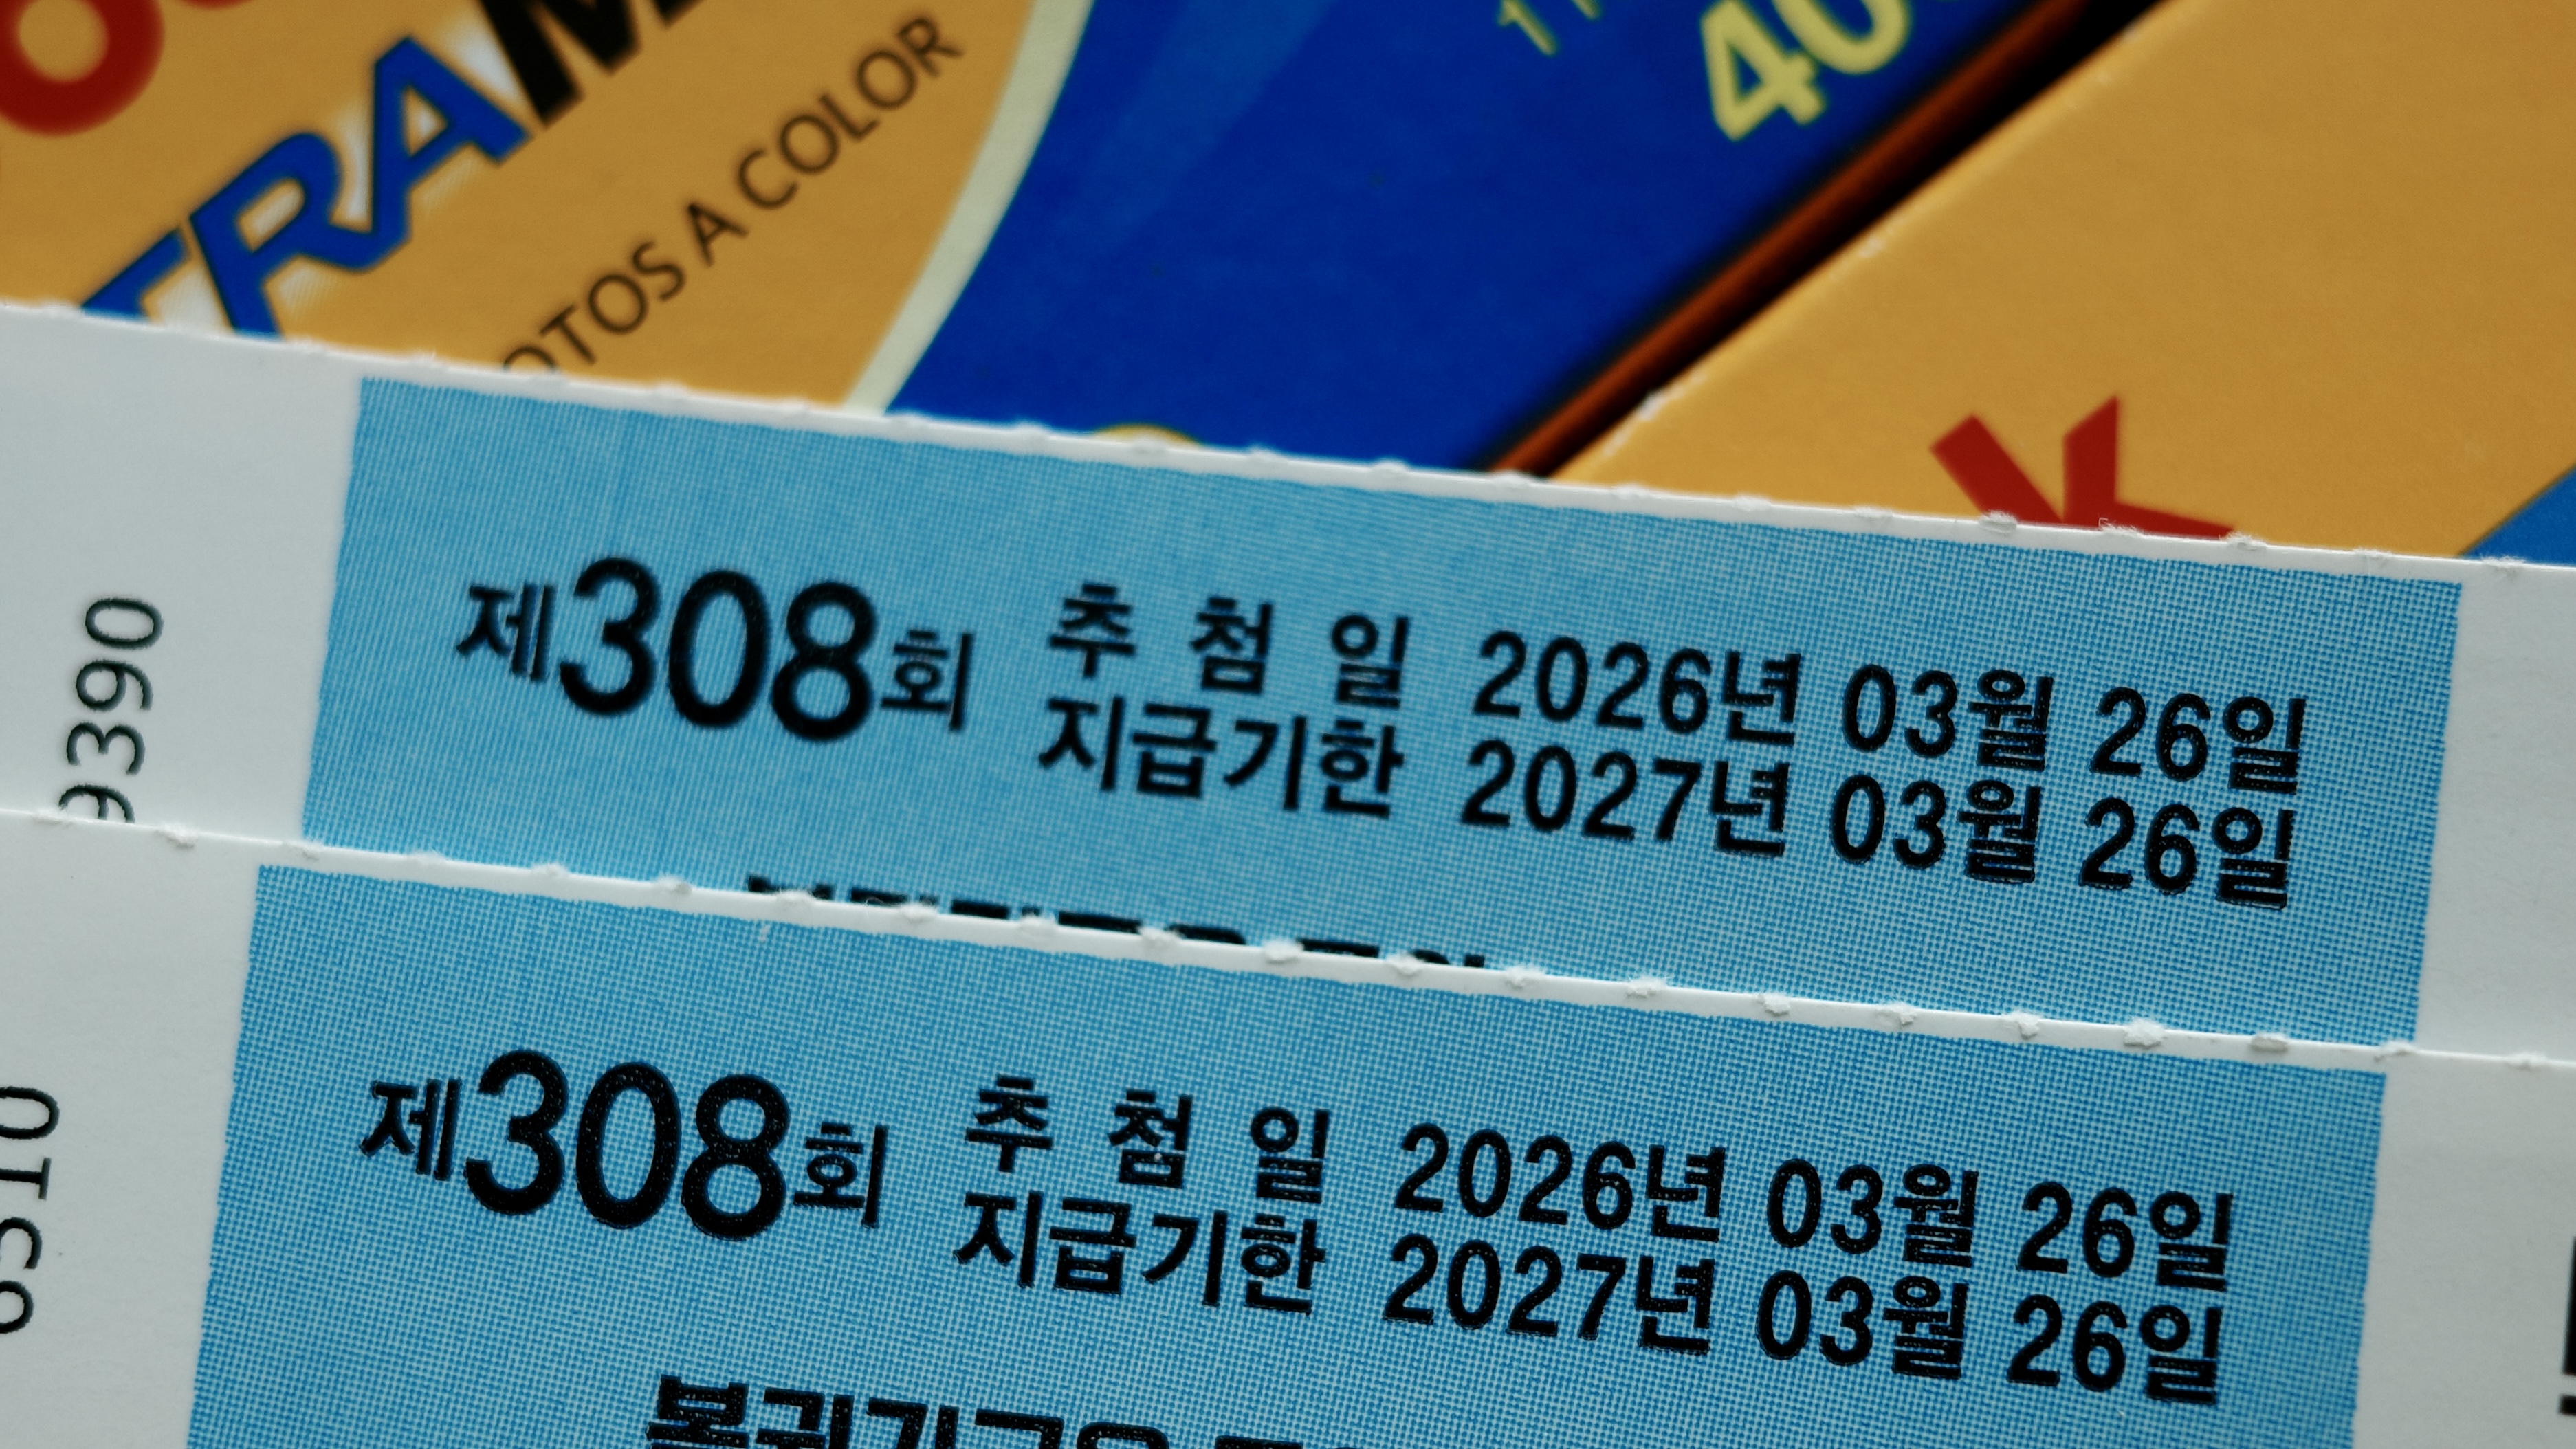 A COLOR
400
K
9390
제308회
추 첨 일 2026년 03월 26일
지급기한 2027년 03월 26일
제308회
추 첨 일 2026년 03월 26일
지급기한 2027년 03월 26일